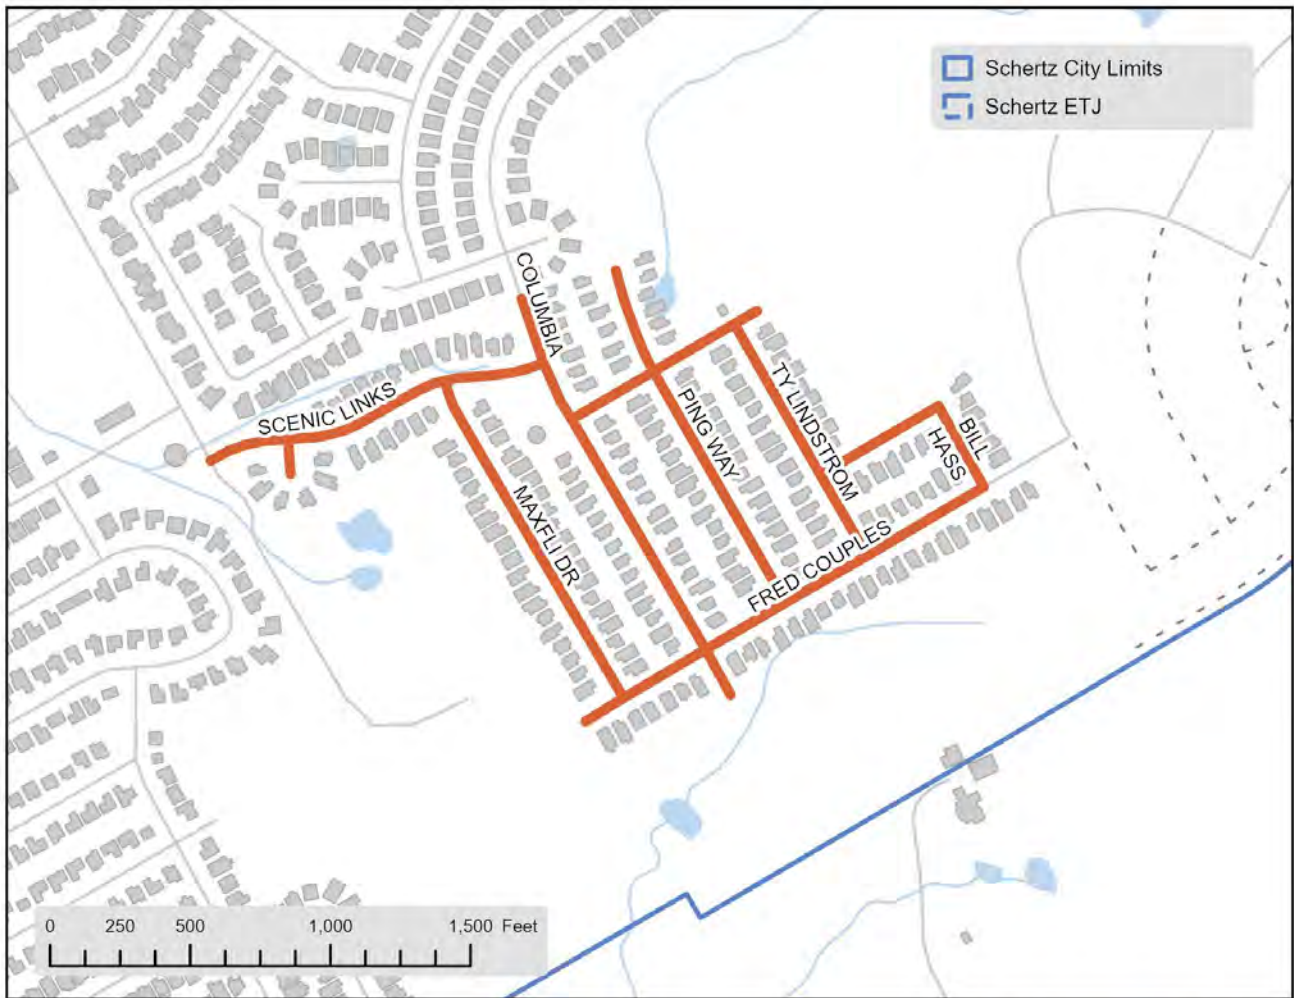 Schertz City Limits
Schertz ETJ
COLUMBIA
SCENIC LINKS
PING WAY
TY LINDSTROM
BILL
HASS
MAXFLI DR
FRED COUPLES
0 250 500 1,000 1,500 Feet